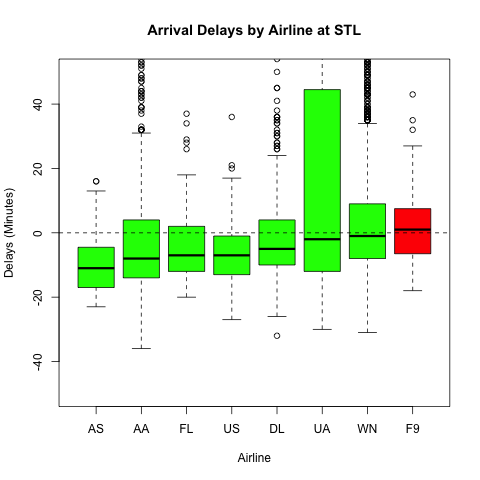 Arrival Delays by Airline at STL
Delays (Minutes)
40
20
0
-20
-40
AS AA FL US DL UA WN F9
Airline